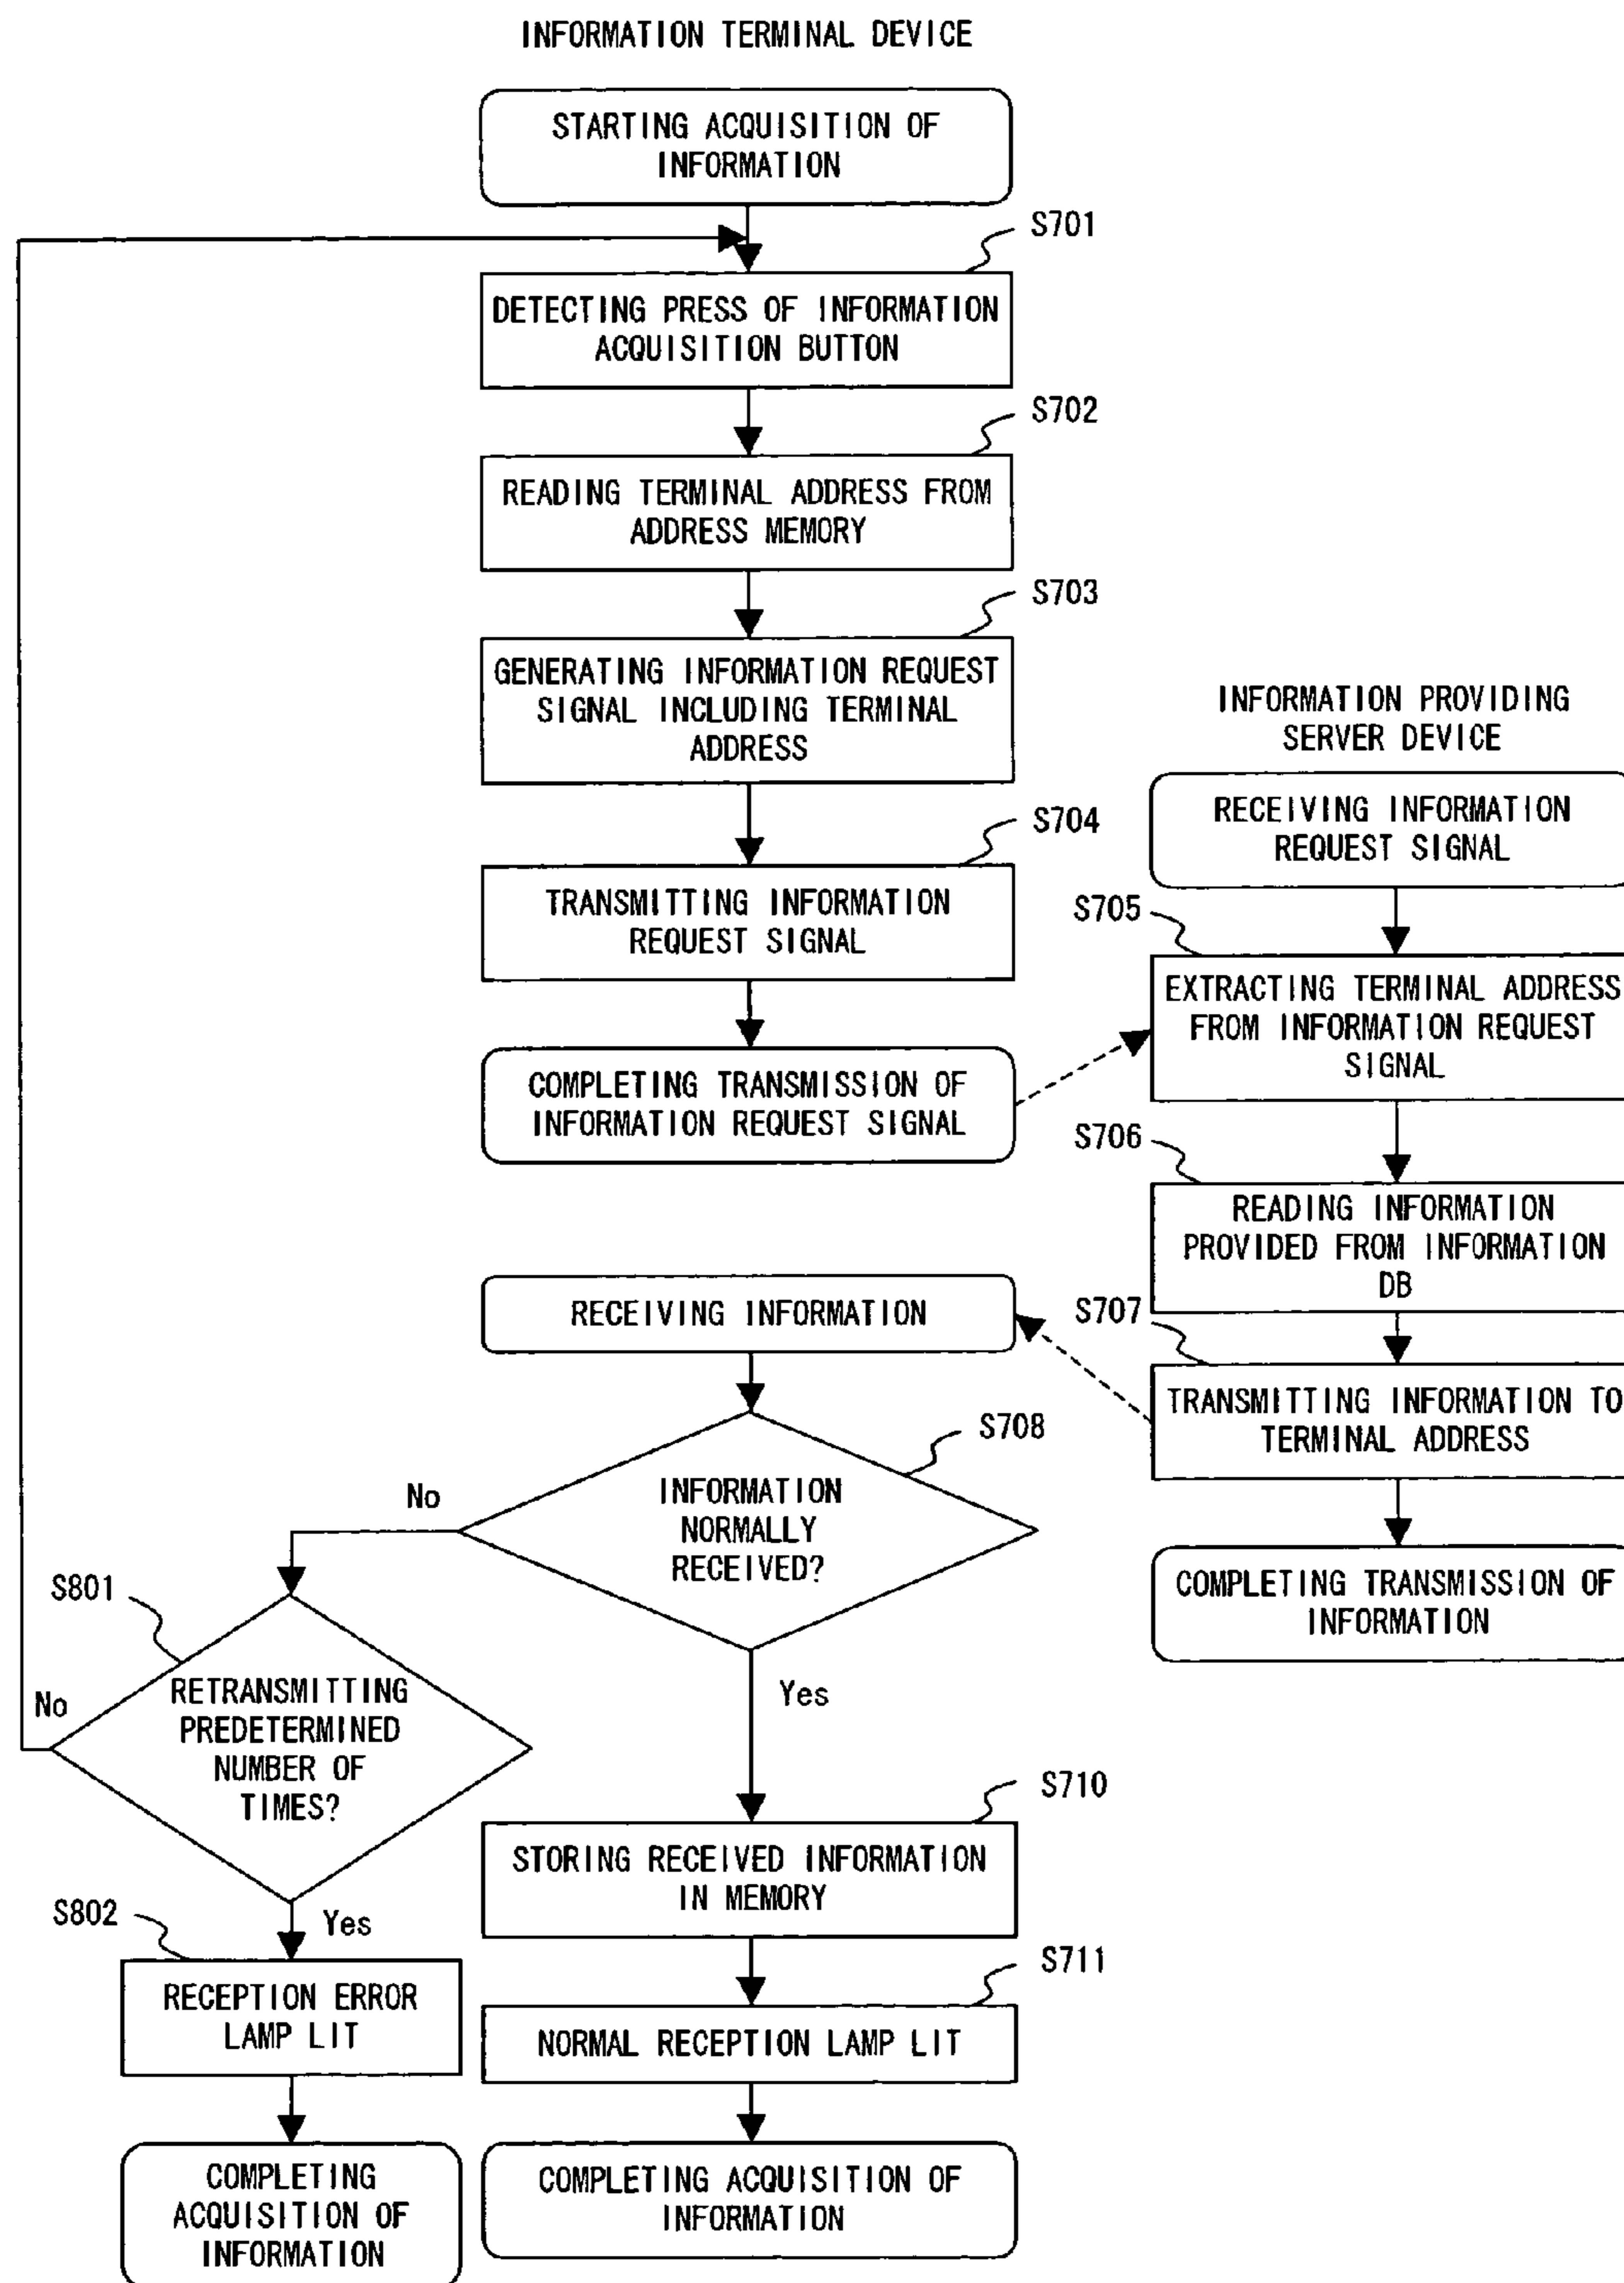 INFORMATION TERMINAL DEVICE
STARTING ACQUISITION OF
INFORMATION
S701
DETECTING PRESS OF INFORMATION
ACQUISITION BUTTON
S702
READING TERMINAL ADDRESS FROM
ADDRESS MEMORY
S703
GENERATING INFORMATION REQUEST
SIGNAL INCLUDING TERMINAL
ADDRESS
S704
TRANSMITTING INFORMATION
REQUEST SIGNAL
COMPLETING TRANSMISSION OF
INFORMATION REQUEST SIGNAL
INFORMATION PROVIDING
SERVER DEVICE
RECEIVING INFORMATION
REQUEST SIGNAL
S705
EXTRACTING TERMINAL ADDRESS
FROM INFORMATION REQUEST
SIGNAL
S706
READING INFORMATION
PROVIDED FROM INFORMATION
DB
S707
TRANSMITTING INFORMATION TO
TERMINAL ADDRESS
COMPLETING TRANSMISSION OF
INFORMATION
RECEIVING INFORMATION
S708
INFORMATION
NORMALLY
RECEIVED?
No
Yes
S801
RETRANSMITTING
PREDETERMINED
NUMBER OF
TIMES?
No
Yes
S802
RECEPTION ERROR
LAMP LIT
COMPLETING
ACQUISITION OF
INFORMATION
S710
STORING RECEIVED INFORMATION
IN MEMORY
S711
NORMAL RECEPTION LAMP LIT
COMPLETING ACQUISITION OF
INFORMATION